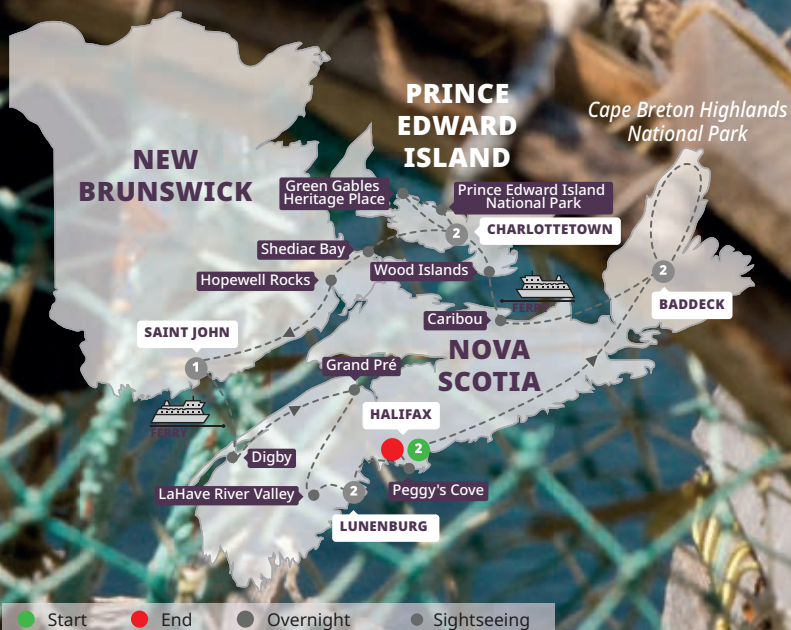 PRINCE
EDWARD
ISLAND
Cape Breton Highlands
National Park
NEW
BRUNSWICK
Green Gables
Heritage Place
Prince Edward Island
National Park
2
CHARLOTTETOWN
Shediac Bay
Wood Islands
Hopewell Rocks
2
FERRY
BADDECK
Caribou
SAINT JOHN
NOVA
SCOTIA
1
Grand Pré
FERRY
HALIFAX
2
Digby
LaHave River Valley
2
Peggy's Cove
LUNENBURG
Start
End
Overnight
Sightseeing